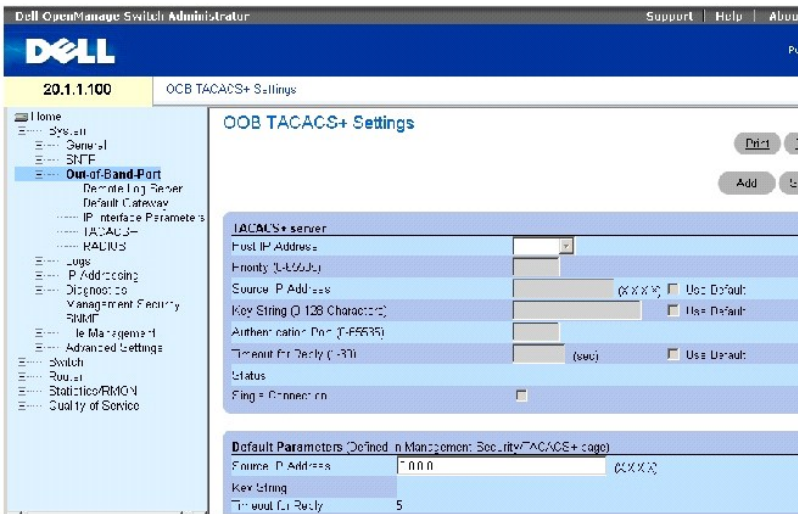 Dell OpenManage Switch Administrator
Support | Help | Abou
DELL
20.1.1.100
OOB TACACS+ Settings
Home
System
General
SNTP
Out-of-Band-Port
Remote Log Server
Default Gateway
IP Interface Parameters
TACACS+
RADIUS
Logs
IP Addressing
Diagnostics
Management Security
SNMP
File Management
Advanced Settings
Switch
Router
Statistics/RMON
Quality of Service
OOB TACACS+ Settings
Print
Add
TACACS+ server
Host IP Address
Priority (0-65535)
Source IP Address (X.X.X.X) Use Default
Key String (0-128 Characters) Use Default
Authentication Port (0-65535)
Timeout for Reply (1-30) (sec) Use Default
Status
Single Connection
Default Parameters (Defined in Management Security/TACACS+ page)
Source IP Address 0.0.0.0 (X.X.X.X)
Key String
Timeout for Reply 5